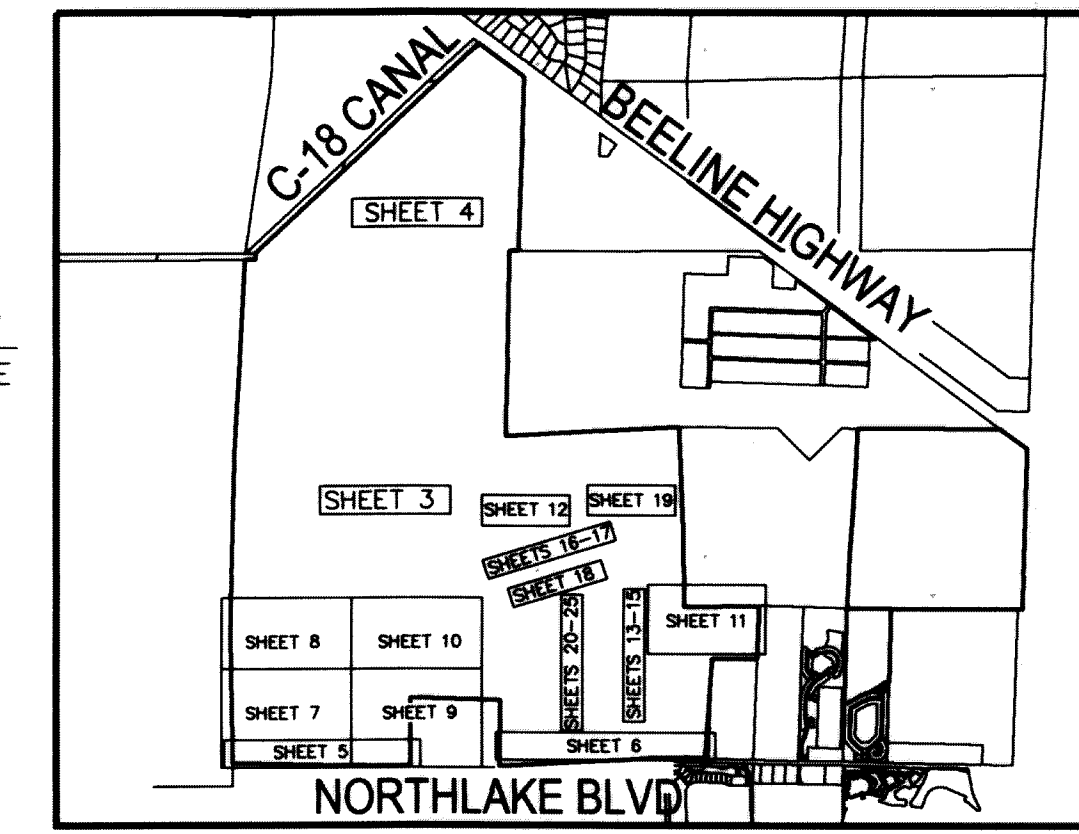 C-18 CANAL
BEELINE HIGHWAY
SHEET 4
E
SHEET 3
SHEET 12
SHEET 19
SHEETS 16-17
SHEET 18
SHEETS 20-25
SHEETS 13-15
SHEET 11
SHEET 8
SHEET 10
SHEET 7
SHEET 9
SHEET 5
SHEET 6
NORTHLAKE BLVD